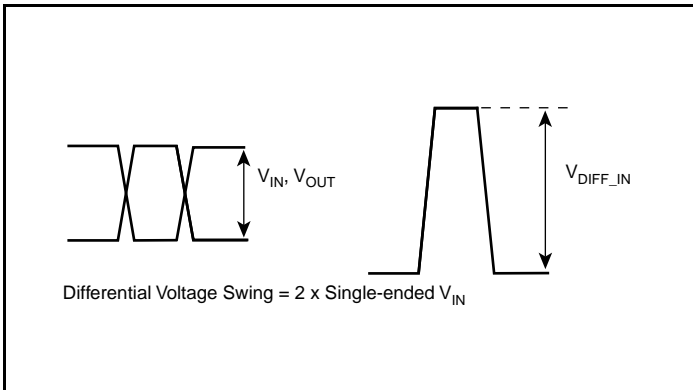 V_IN, V_OUT
V_DIFF_IN
Differential Voltage Swing = 2 x Single-ended V_IN